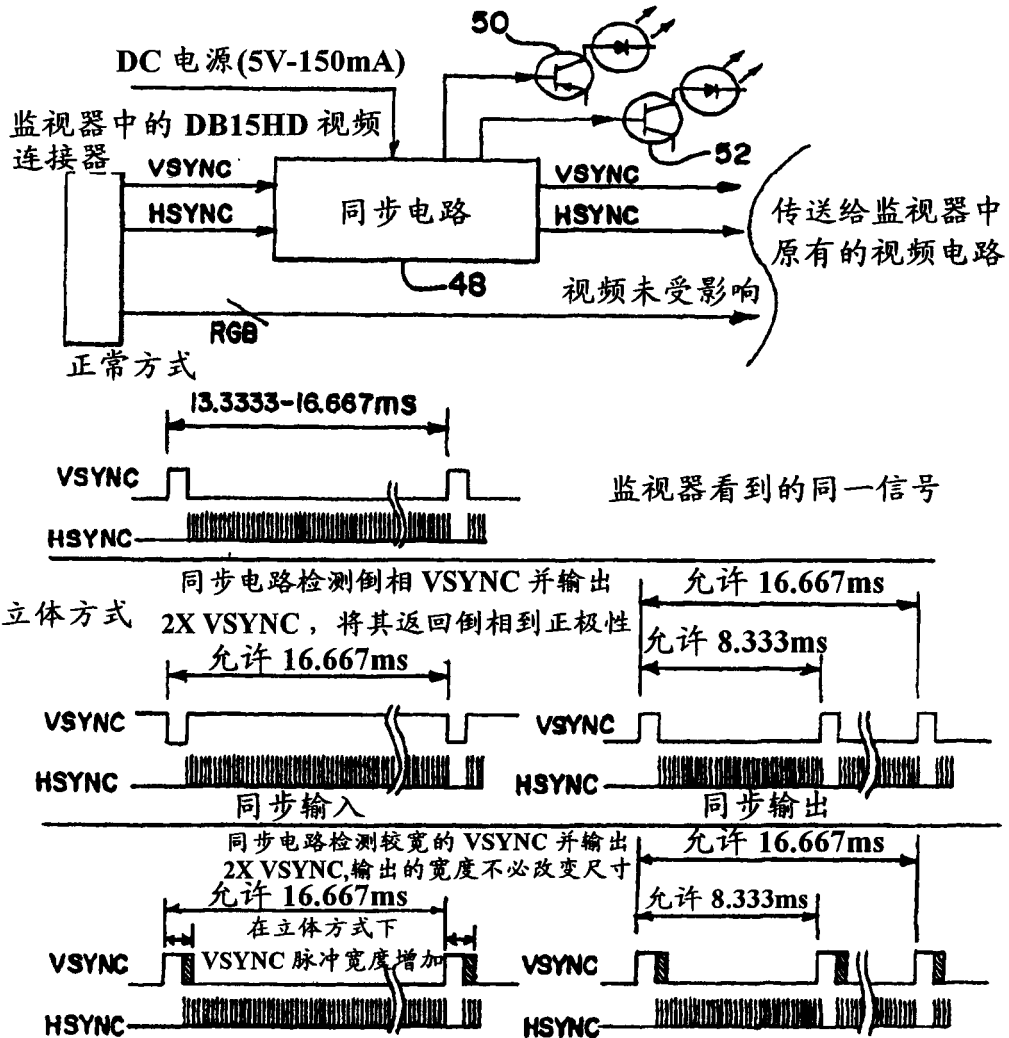 50
DC 电源(5V-150mA)
监视器中的 DB15HD 视频
连接器
52
VSYNC
VSYNC
HSYNC
同步电路
HSYNC
传送给监视器中
原有的视频电路
48
视频未受影响
RGB
正常方式
13.3333-16.667ms
VSYNC
监视器看到的同一信号
HSYNC
同步电路检测倒相 VSYNC 并输出
2X VSYNC，将其返回倒相到正极性
立体方式
允许 16.667ms
允许 16.667ms
允许 8.333ms
VSYNC
VSYNC
HSYNC
HSYNC
同步输入
同步输出
同步电路检测较宽的 VSYNC 并输出
2X VSYNC,输出的宽度不必改变尺寸
允许 16.667ms
允许 16.667ms
允许 8.333ms
在立体方式下
VSYNC 脉冲宽度增加
VSYNC
VSYNC
HSYNC
HSYNC